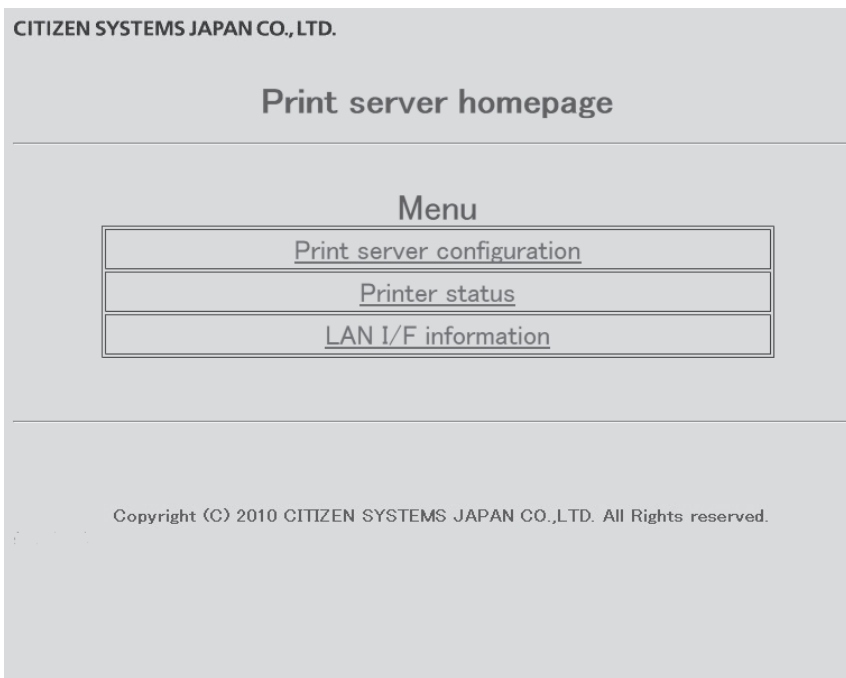 CITIZEN SYSTEMS JAPAN CO., LTD.
Print server homepage
Menu
Print server configuration
Printer status
LAN I/F information
Copyright (C) 2010 CITIZEN SYSTEMS JAPAN CO.,LTD. All Rights reserved.